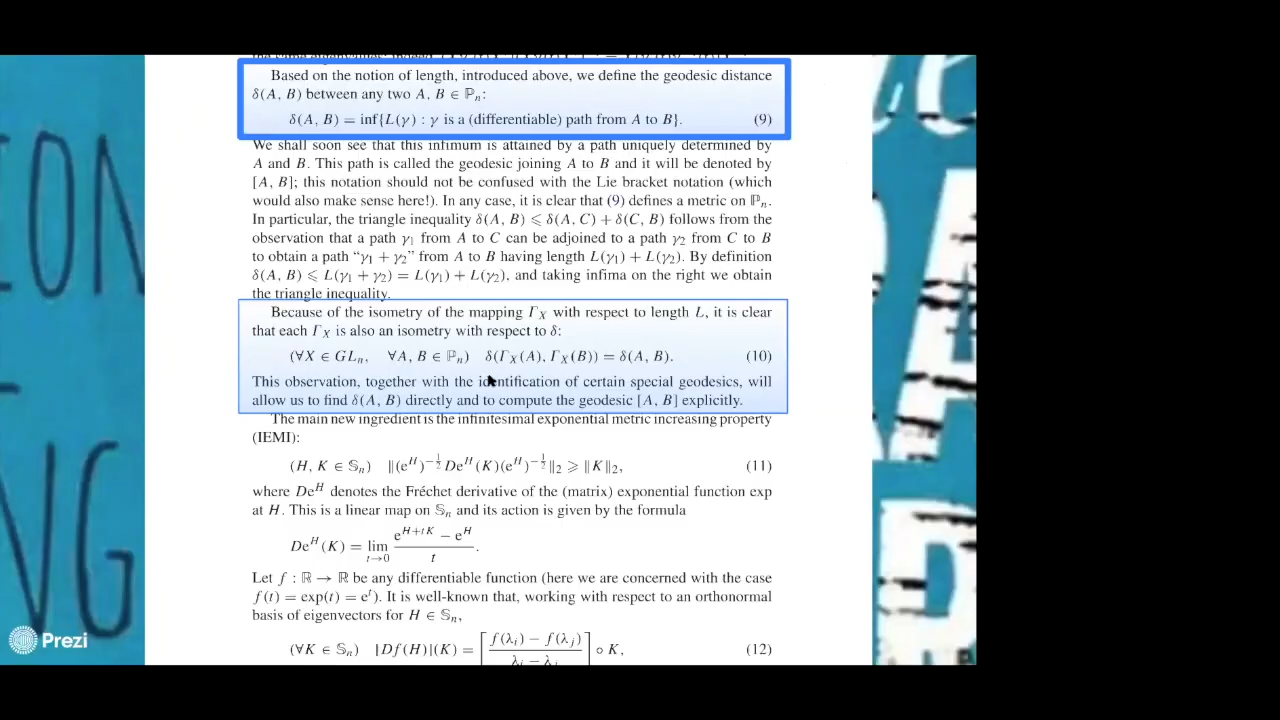 Based on the notion of length, introduced above, we define the geodesic distance
δ(A, B) between any two A, B ∈ ℙₙ:
δ(A, B) = inf{L(γ) : γ is a (differentiable) path from A to B}. (9)
We shall soon see that this infimum is attained by a path uniquely determined by
A and B. This path is called the geodesic joining A to B and it will be denoted by
[A, B]; this notation should not be confused with the Lie bracket notation (which
would also make sense here!). In any case, it is clear that (9) defines a metric on ℙₙ.
In particular, the triangle inequality δ(A, B) ⩽ δ(A, C) + δ(C, B) follows from the
observation that a path γ₁ from A to C can be adjoined to a path γ₂ from C to B
to obtain a path “γ₁ + γ₂” from A to B having length L(γ₁) + L(γ₂). By definition
δ(A, B) ⩽ L(γ₁ + γ₂) = L(γ₁) + L(γ₂), and taking infima on the right we obtain
the triangle inequality.
Because of the isometry of the mapping Γ_X with respect to length L, it is clear
that each Γ_X is also an isometry with respect to δ:
(∀X ∈ GLₙ, ∀A, B ∈ ℙₙ) δ(Γ_X(A), Γ_X(B)) = δ(A, B). (10)
This observation, together with the identification of certain special geodesics, will
allow us to find δ(A, B) directly and to compute the geodesic [A, B] explicitly.
The main new ingredient is the infinitesimal exponential metric increasing property
(IEMI):
(H, K ∈ 𝕊ₙ) ‖(e^H)^{-1/2} De^H(K)(e^H)^{-1/2}‖₂ ⩾ ‖K‖₂, (11)
where De^H denotes the Fréchet derivative of the (matrix) exponential function exp
at H. This is a linear map on 𝕊ₙ and its action is given by the formula
De^H(K) = lim_{t→0} (e^{H+tK} − e^H)/t.
Let f : ℝ → ℝ be any differentiable function (here we are concerned with the case
f(t) = exp(t) = e^t). It is well-known that, working with respect to an orthonormal
basis of eigenvectors for H ∈ 𝕊ₙ,
(∀K ∈ 𝕊ₙ) [Df(H)](K) = [(f(λᵢ) − f(λⱼ))/(λᵢ − λⱼ)] ∘ K, (12)
Prezi